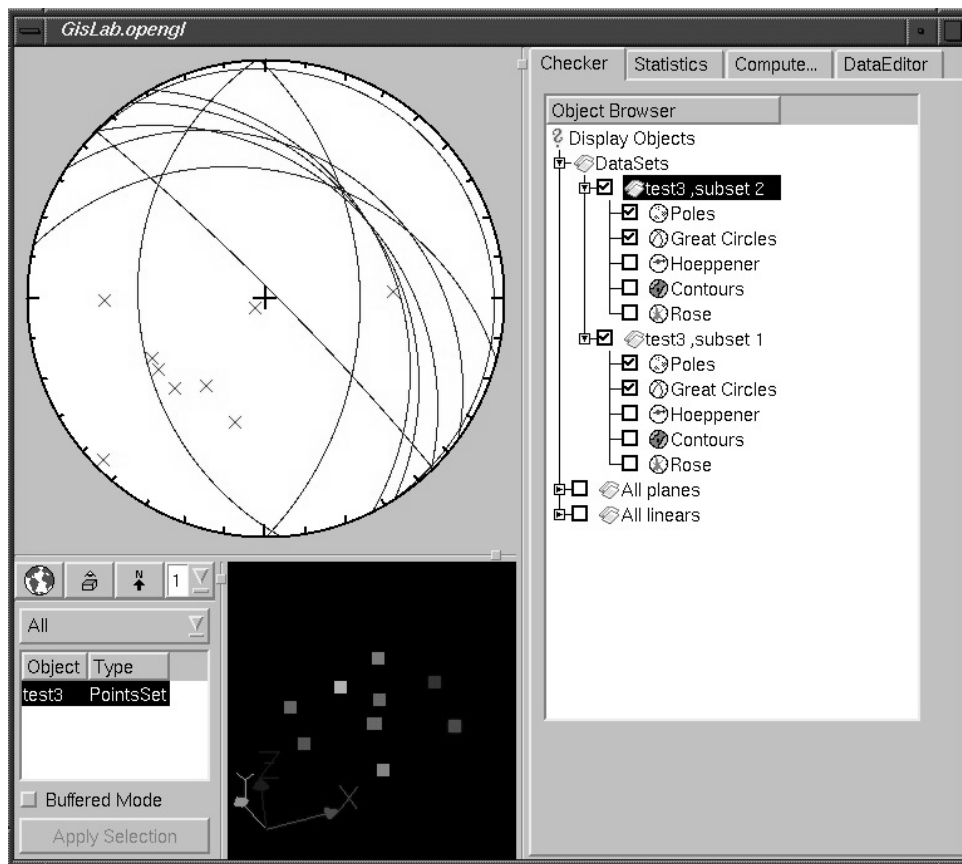 GisLab.opengl
Checker Statistics Compute... DataEditor
Object Browser
Display Objects
DataSets
test3 ,subset 2
Poles
Great Circles
Hoeppener
Contours
Rose
test3 ,subset 1
Poles
Great Circles
Hoeppener
Contours
Rose
All planes
All linears
N
1
All
Object Type
test3 PointsSet
Buffered Mode
Apply Selection
Y
Z
X